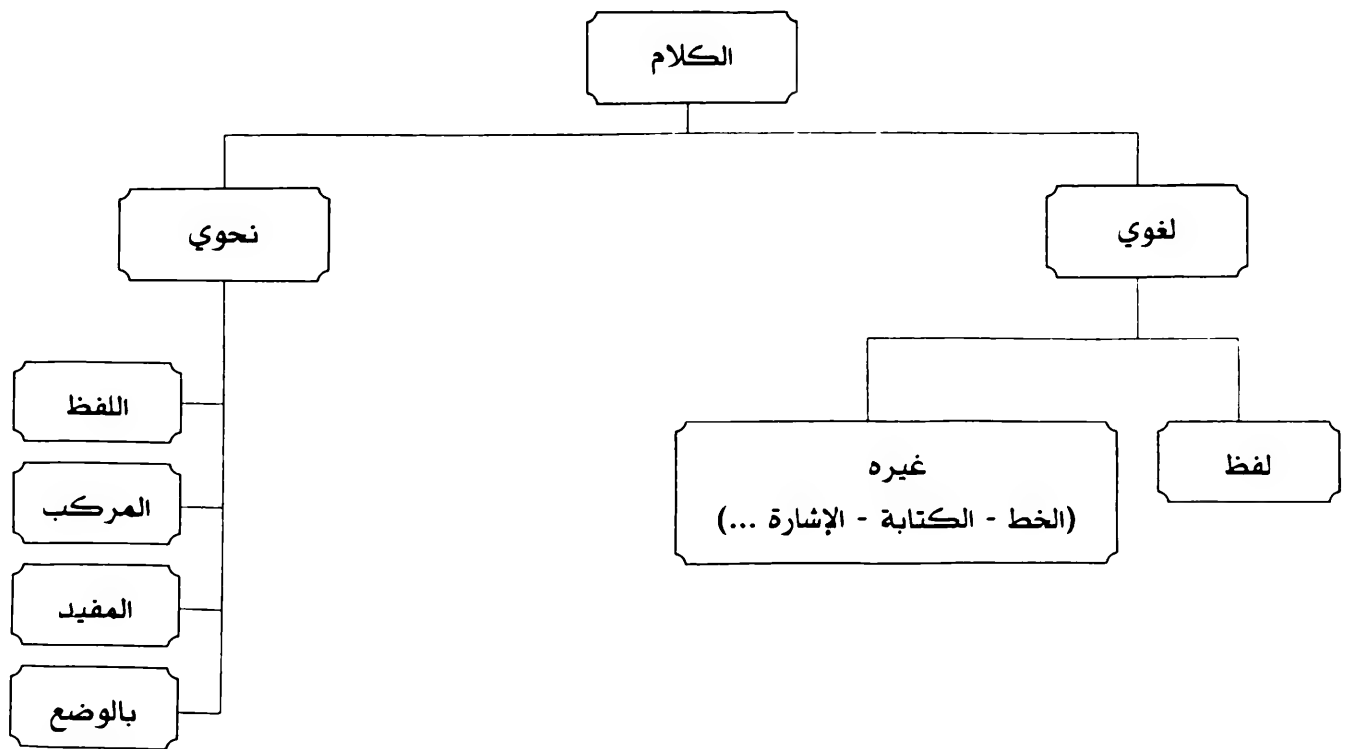 الكلام
لغوي
نحوي
لفظ
غيره
(الخط - الكتابة - الإشارة ...)
اللفظ
المركب
المفيد
بالوضع